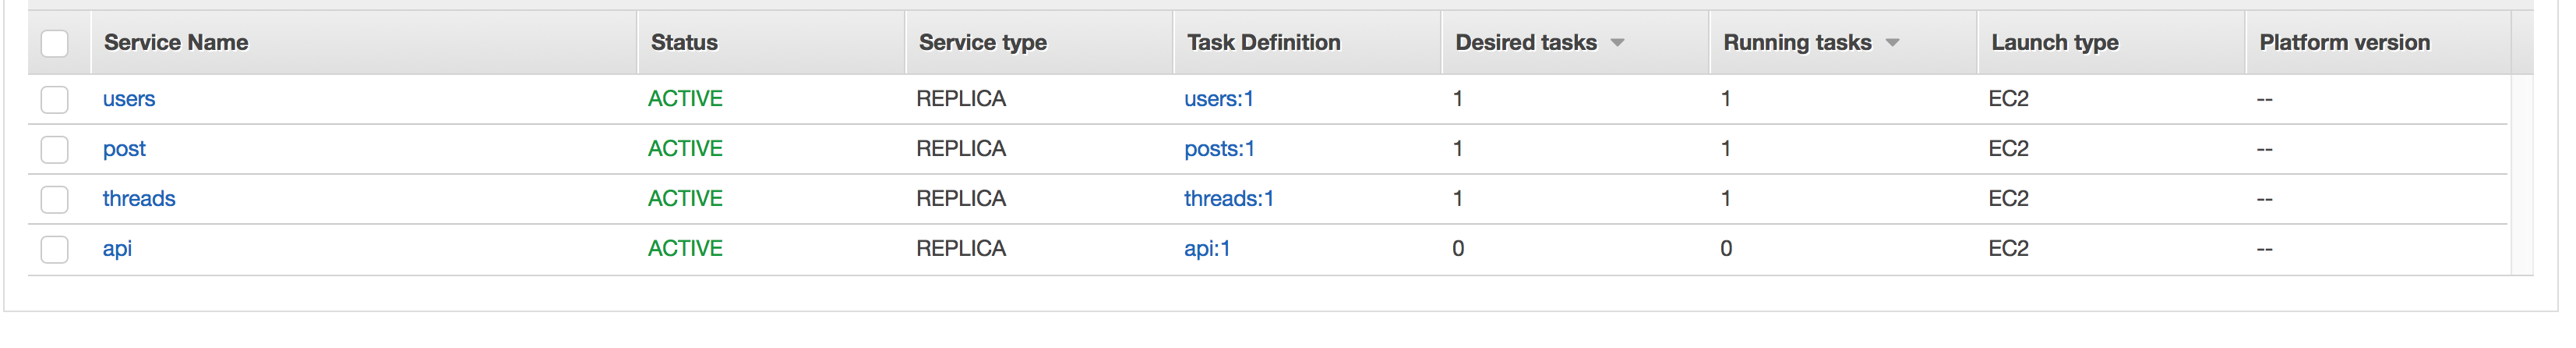 Service Name Status Service type Task Definition Desired tasks Running tasks Launch type Platform version
users ACTIVE REPLICA users:1 1 1 EC2 --
post ACTIVE REPLICA posts:1 1 1 EC2 --
threads ACTIVE REPLICA threads:1 1 1 EC2 --
api ACTIVE REPLICA api:1 0 0 EC2 --